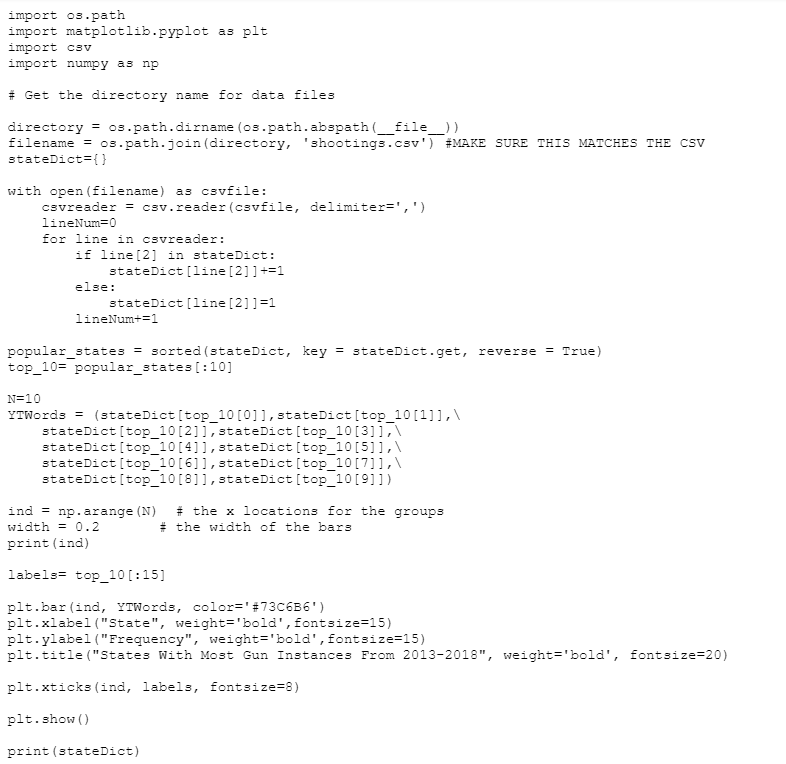 import os.path
import matplotlib.pyplot as plt
import csv
import numpy as np

# Get the directory name for data files

directory = os.path.dirname(os.path.abspath(__file__))
filename = os.path.join(directory, 'shootings.csv') #MAKE SURE THIS MATCHES THE CSV
stateDict={}

with open(filename) as csvfile:
    csvreader = csv.reader(csvfile, delimiter=',')
    lineNum=0
    for line in csvreader:
        if line[2] in stateDict:
            stateDict[line[2]]+=1
        else:
            stateDict[line[2]]=1
        lineNum+=1

popular_states = sorted(stateDict, key = stateDict.get, reverse = True)
top_10= popular_states[:10]

N=10
YTWords = (stateDict[top_10[0]],stateDict[top_10[1]],\
    stateDict[top_10[2]],stateDict[top_10[3]],\
    stateDict[top_10[4]],stateDict[top_10[5]],\
    stateDict[top_10[6]],stateDict[top_10[7]],\
    stateDict[top_10[8]],stateDict[top_10[9]])

ind = np.arange(N)  # the x locations for the groups
width = 0.2       # the width of the bars
print(ind)

labels= top_10[:15]

plt.bar(ind, YTWords, color='#73C6B6')
plt.xlabel("State", weight='bold',fontsize=15)
plt.ylabel("Frequency", weight='bold',fontsize=15)
plt.title("States With Most Gun Instances From 2013-2018", weight='bold', fontsize=20)

plt.xticks(ind, labels, fontsize=8)

plt.show()

print(stateDict)